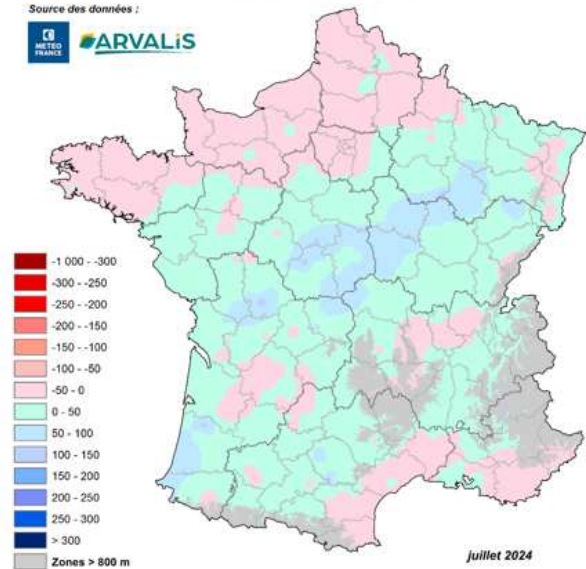 Source des données :
METEO
FRANCE
ARVALiS
-1 000 - -300
-300 - -250
-250 - -200
-200 - -150
-150 - -100
-100 - -50
-50 - 0
0 - 50
50 - 100
100 - 150
150 - 200
200 - 250
250 - 300
> 300
Zones > 800 m
juillet 2024